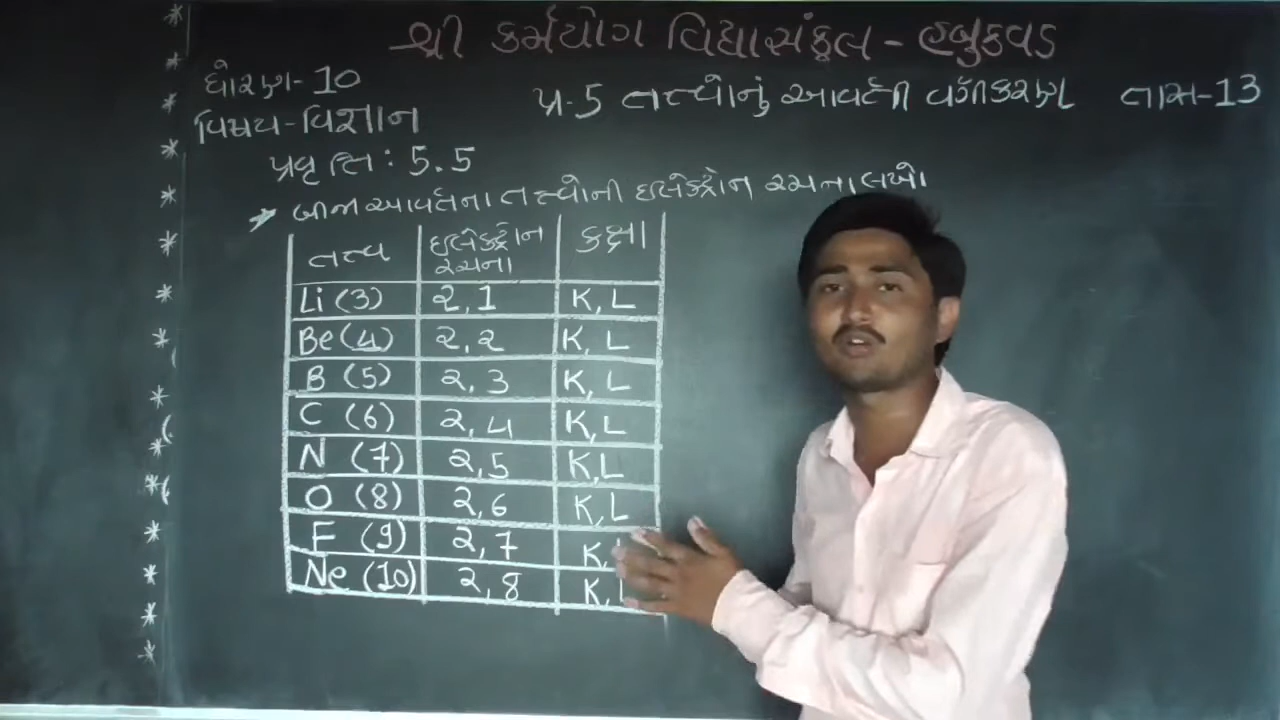 શ્રી કર્મયોગ વિદ્યાસંકુલ - હબુકવડ
ધોરણ-10
પ્ર-5 તત્ત્વોનું આવર્તી વર્ગીકરણ તાસ-13
વિષય-વિજ્ઞાન
પ્રવૃત્તિ : 5.5
* બીજા આવર્તના તત્ત્વોની ઇલેક્ટ્રોન રચના લખો
તત્ત્વ ઇલેક્ટ્રોન રચના કક્ષા
Li (3) 2,1 K, L
Be (4) 2,2 K, L
B (5) 2,3 K, L
C (6) 2,4 K,L
N (7) 2,5 K,L
O (8) 2,6 K,L
F (9) 2,7 K,
Ne (10) 2,8 K,